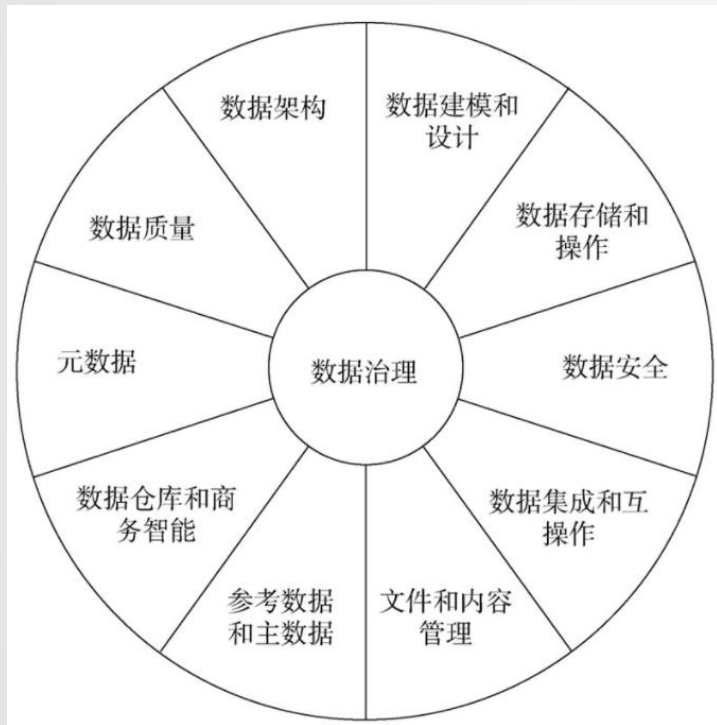 数据架构
数据建模和
设计
数据存储和
操作
数据质量
元数据
数据治理
数据安全
数据仓库和商
务智能
数据集成和互
操作
参考数据
和主数据
文件和内容
管理